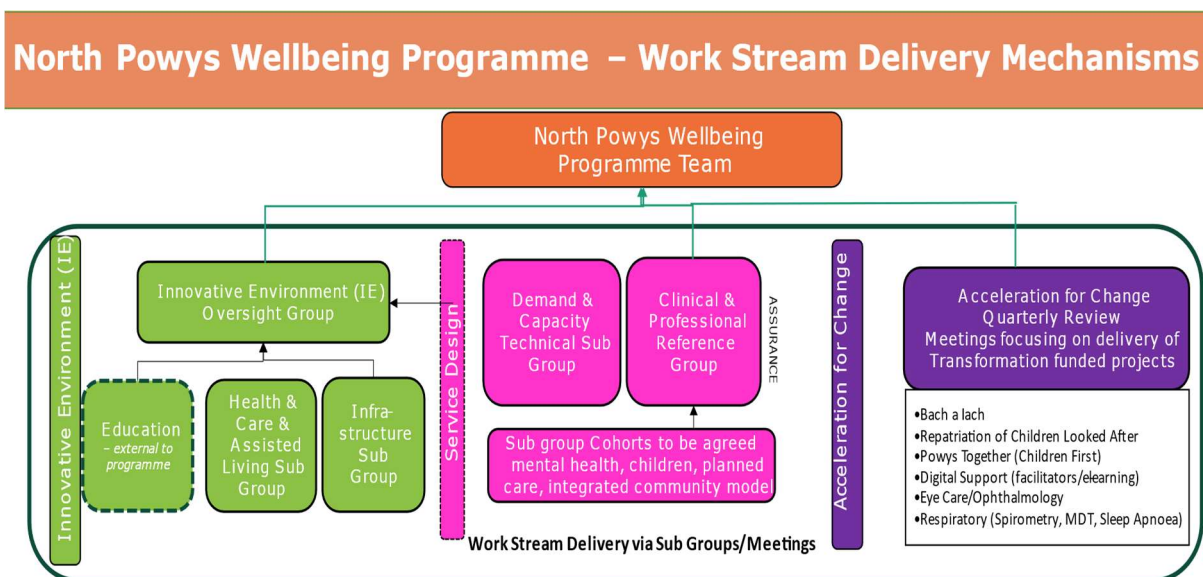 North Powys Wellbeing Programme – Work Stream Delivery Mechanisms
North Powys Wellbeing
Programme Team
Innovative Environment (IE)
Innovative Environment (IE)
Oversight Group
Education
– external to
programme
Health &
Care &
Assisted
Living Sub
Group
Infra-
structure
Sub
Group
Service Design
Demand &
Capacity
Technical Sub
Group
Clinical &
Professional
Reference
Group
ASSURANCE
Sub group Cohorts to be agreed
mental health, children, planned
care, integrated community model
Acceleration for Change
Acceleration for Change
Quarterly Review
Meetings focusing on delivery of
Transformation funded projects
•Bach a lach
•Repatriation of Children Looked After
•Powys Together (Children First)
•Digital Support (facilitators/elearning)
•Eye Care/Ophthalmology
•Respiratory (Spirometry, MDT, Sleep Apnoea)
Work Stream Delivery via Sub Groups/Meetings